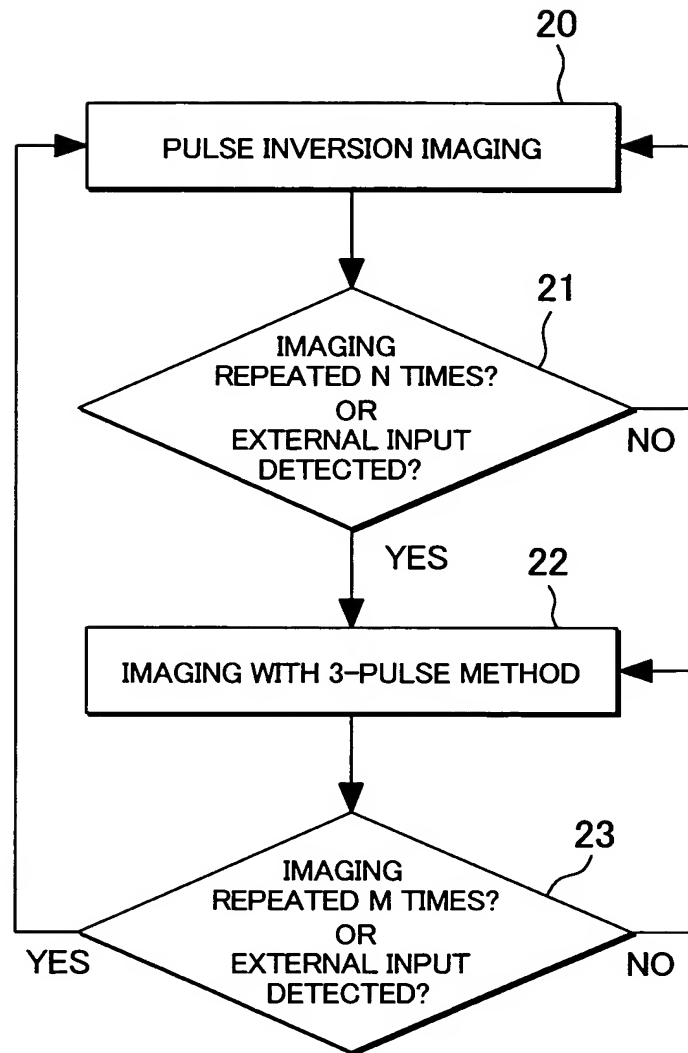 20
PULSE INVERSION IMAGING
21
IMAGING
REPEATED N TIMES?
OR
EXTERNAL INPUT
DETECTED?
NO
YES
22
IMAGING WITH 3-PULSE METHOD
23
IMAGING
REPEATED M TIMES?
OR
EXTERNAL INPUT
DETECTED?
YES
NO